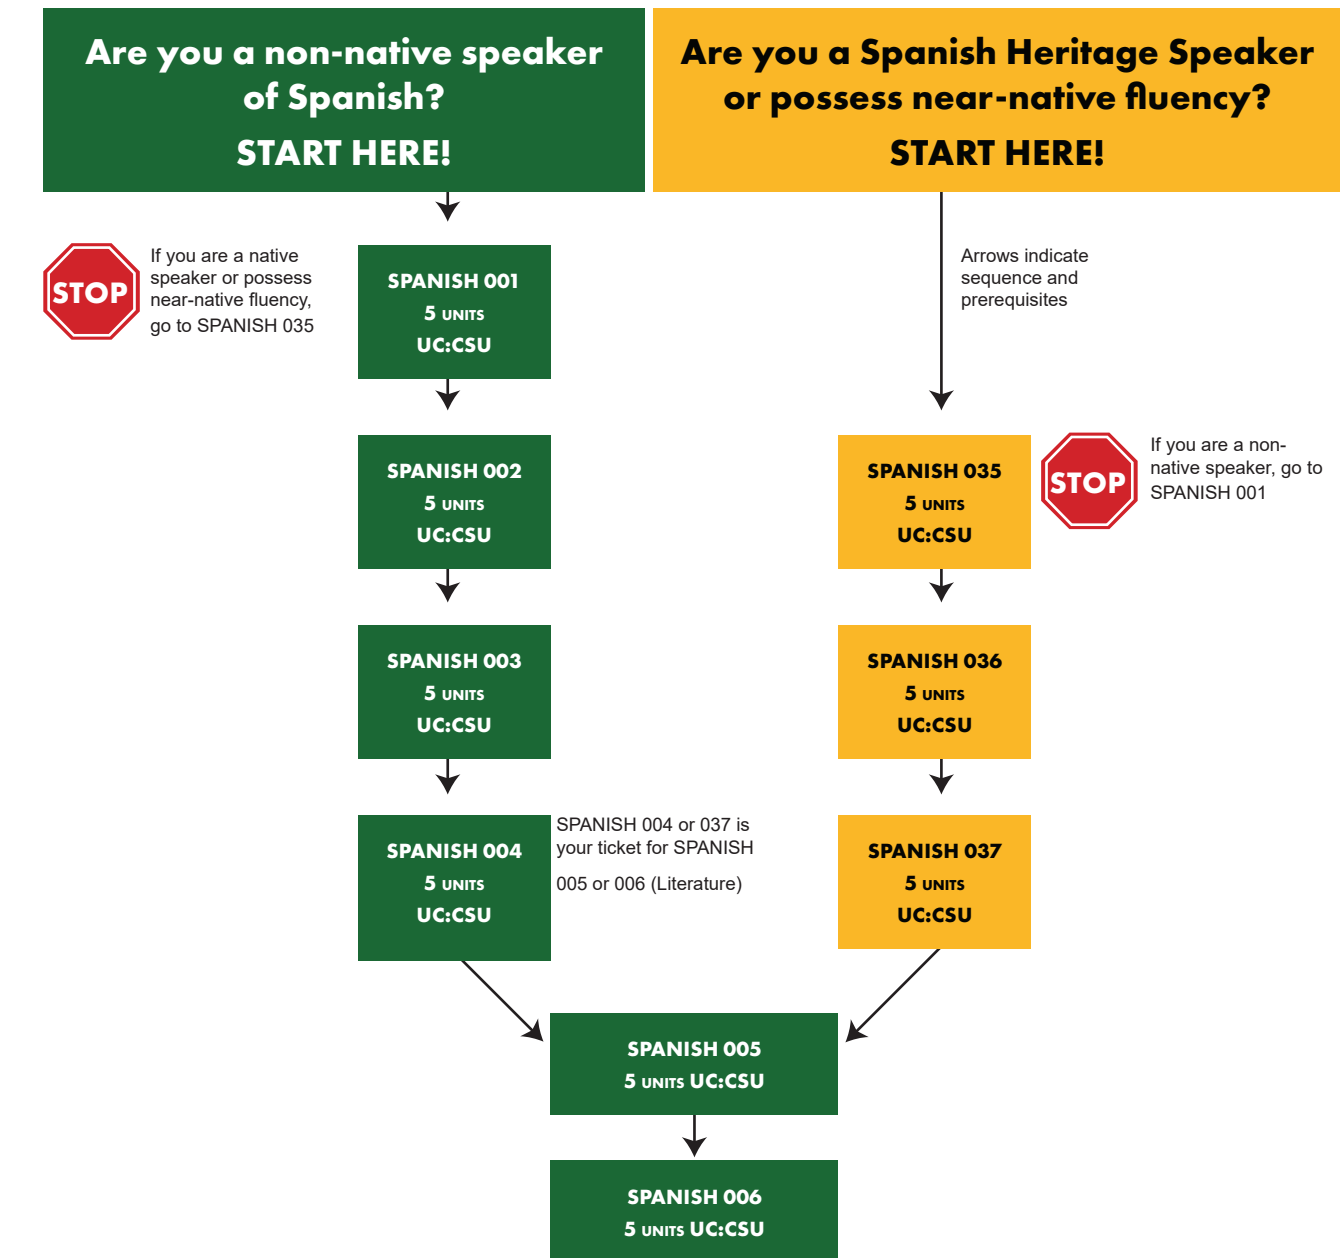 Are you a non-native speaker
of Spanish?
START HERE!
Are you a Spanish Heritage Speaker
or possess near-native fluency?
START HERE!
STOP
If you are a native
speaker or possess
near-native fluency,
go to SPANISH 035
SPANISH 001
5 UNITS
UC:CSU
Arrows indicate
sequence and
prerequisites
SPANISH 002
5 UNITS
UC:CSU
SPANISH 035
5 UNITS
UC:CSU
STOP
If you are a non-
native speaker, go to
SPANISH 001
SPANISH 003
5 UNITS
UC:CSU
SPANISH 036
5 UNITS
UC:CSU
SPANISH 004
5 UNITS
UC:CSU
SPANISH 004 or 037 is
your ticket for SPANISH
005 or 006 (Literature)
SPANISH 037
5 UNITS
UC:CSU
SPANISH 005
5 UNITS UC:CSU
SPANISH 006
5 UNITS UC:CSU